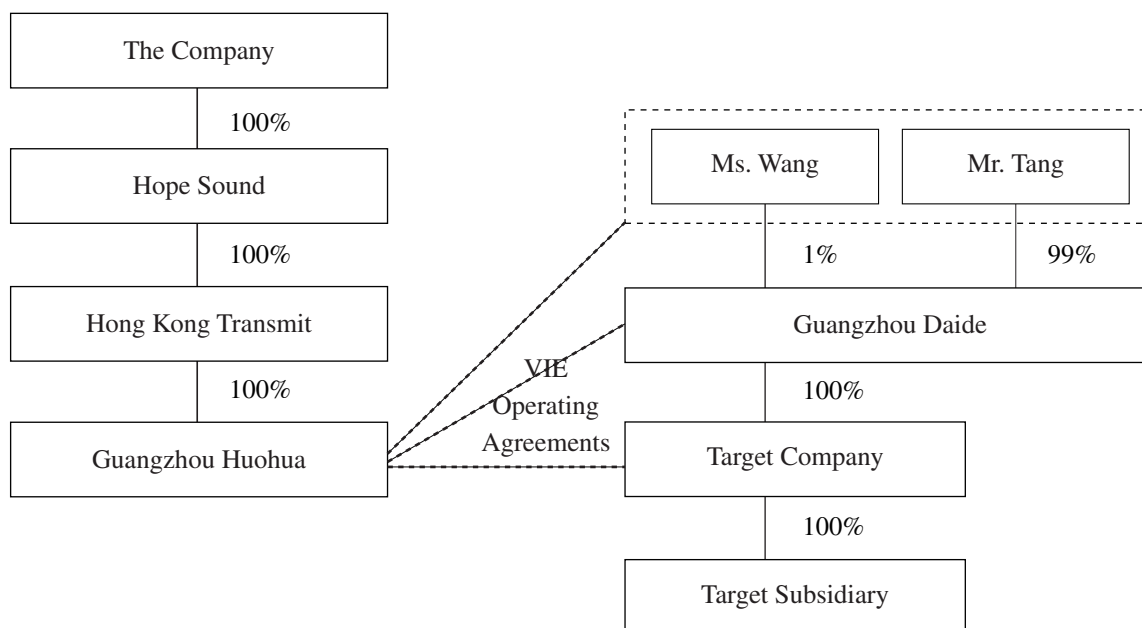 The Company
100%
Hope Sound
100%
Hong Kong Transmit
100%
Guangzhou Huohua
VIE
Operating
Agreements
Ms. Wang
Mr. Tang
1%
99%
Guangzhou Daide
100%
Target Company
100%
Target Subsidiary